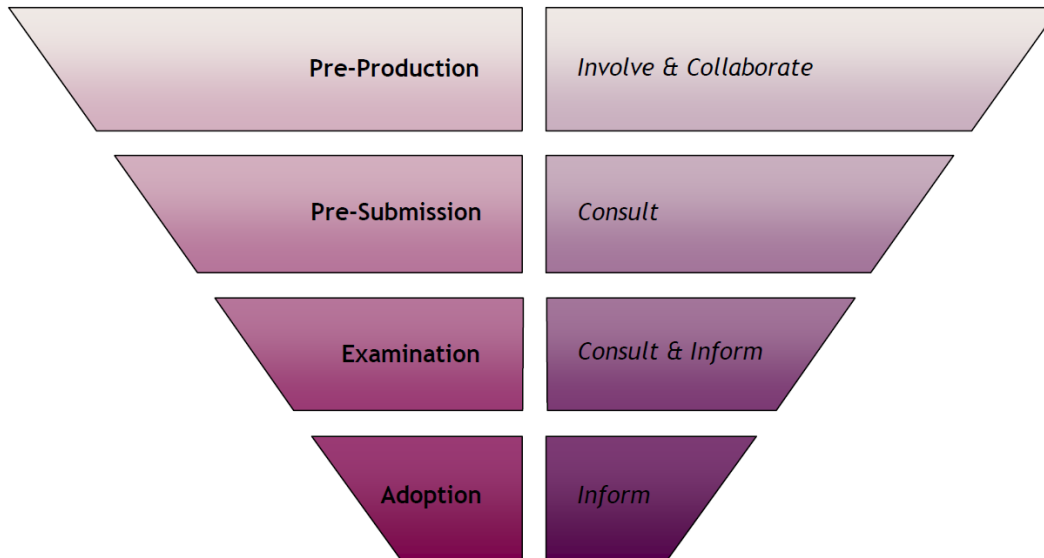 Pre-Production
Involve & Collaborate
Pre-Submission
Consult
Examination
Consult & Inform
Adoption
Inform